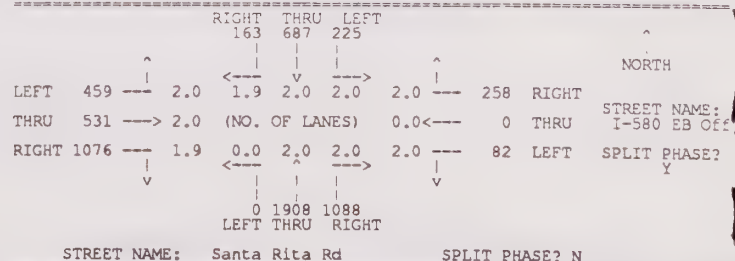 ========================================================================
RIGHT THRU LEFT
163 687 225
| | |
^ | | | ^ ^
| <--- v ---> | NORTH
LEFT 459 --- 2.0 1.9 2.0 2.0 2.0 --- 258 RIGHT
STREET NAME:
THRU 531 ---> 2.0 (NO. OF LANES) 0.0<--- 0 THRU I-580 EB Off
RIGHT 1076 --- 1.9 0.0 2.0 2.0 2.0 --- 82 LEFT SPLIT PHASE?
| <--- ^ ---> | Y
v | | | v
| | |
0 1908 1088
LEFT THRU RIGHT
STREET NAME: Santa Rita Rd SPLIT PHASE? N